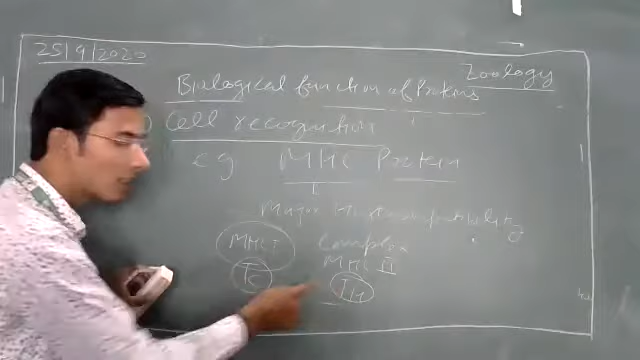 25/9/2020
Zoology
Biological function of Proteins
Cell recognition
eg MHC Protein
Major Histocompatibility
Complex
MHC I MHC II
Tc TH